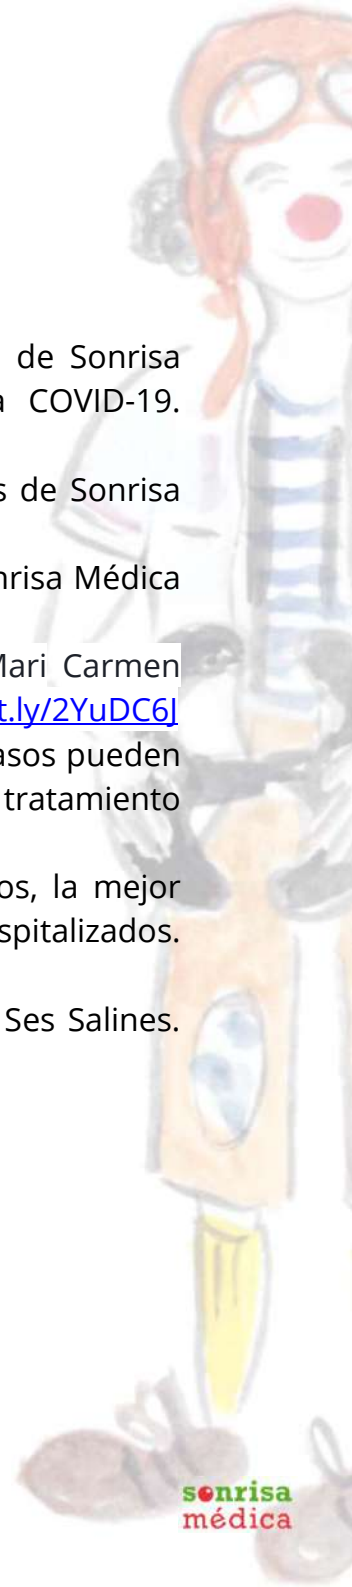 de Sonrisa
a COVID-19.
s de Sonrisa
nrisa Médica
Mari Carmen
t.ly/2YuDC6J
asos pueden
tratamiento
os, la mejor
spitalizados.
Ses Salines.
sonrisa
médica